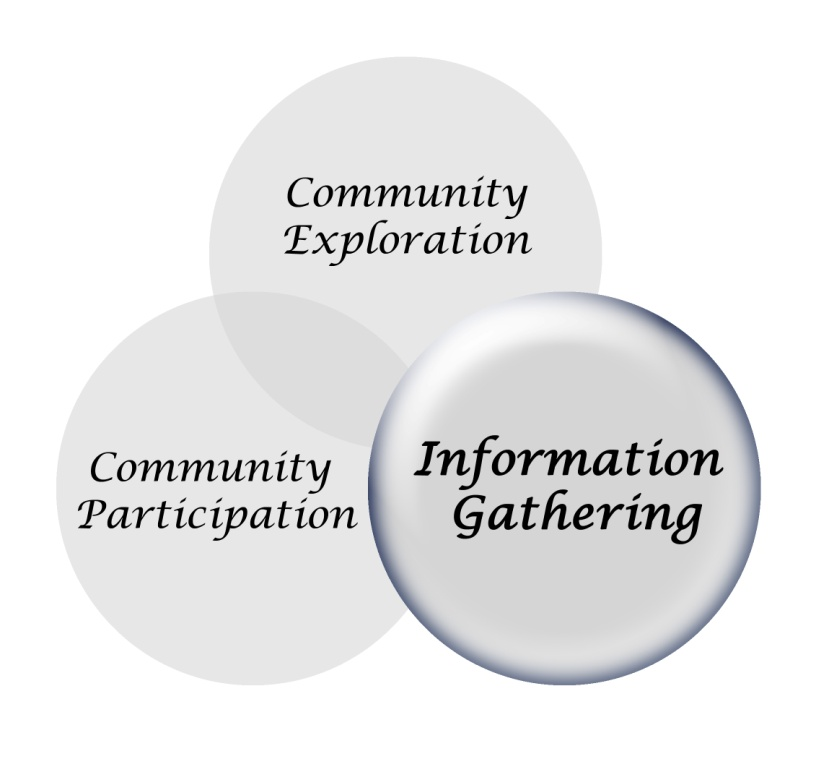 Community
Exploration
Community
Participation
Information
Gathering